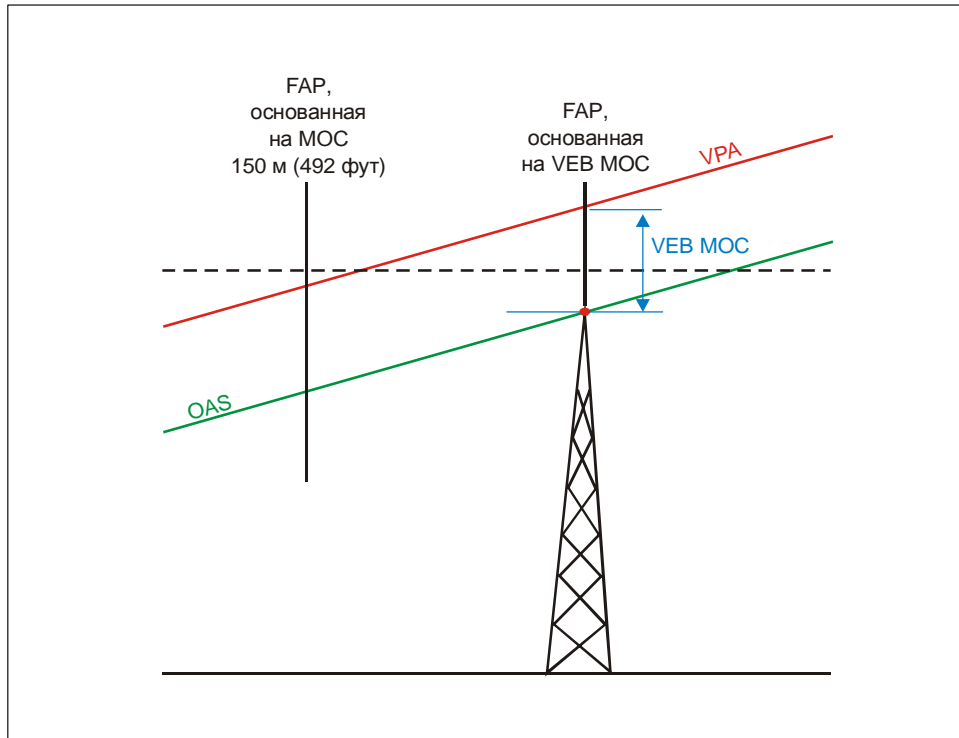 FAP,
основанная
на MOC
150 м (492 фут)
FAP,
основанная
на VEB MOC
VPA
VEB MOC
OAS